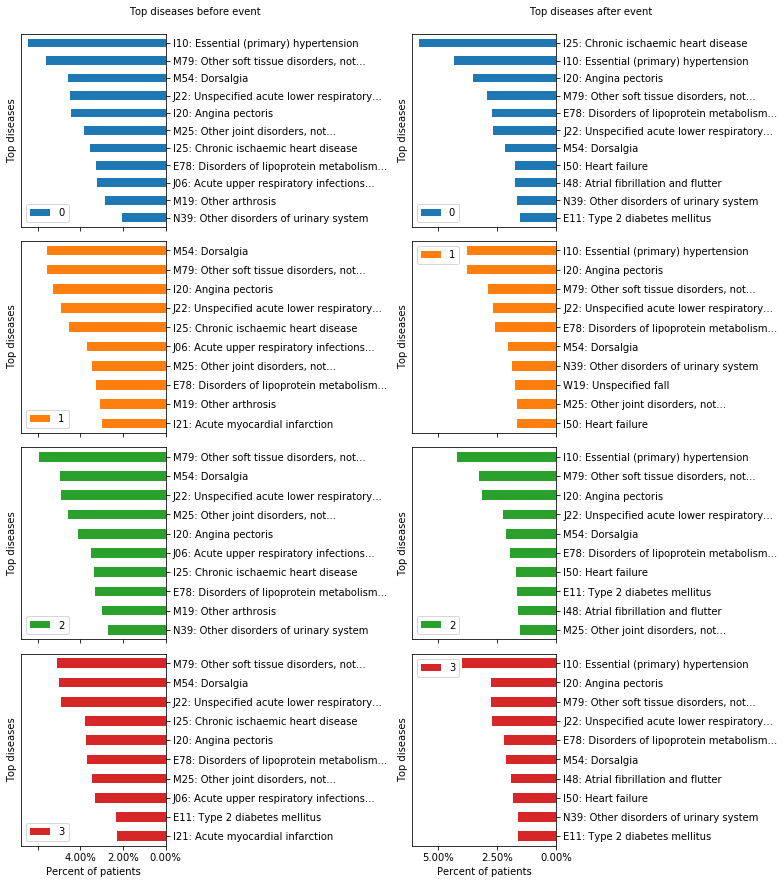 Top diseases before event
Top diseases after event
I10: Essential (primary) hypertension
M79: Other soft tissue disorders, not...
M54: Dorsalgia
J22: Unspecified acute lower respiratory...
I20: Angina pectoris
M25: Other joint disorders, not...
I25: Chronic ischaemic heart disease
E78: Disorders of lipoprotein metabolism...
J06: Acute upper respiratory infections...
M19: Other arthrosis
N39: Other disorders of urinary system
Top diseases
0
I25: Chronic ischaemic heart disease
I10: Essential (primary) hypertension
I20: Angina pectoris
M79: Other soft tissue disorders, not...
E78: Disorders of lipoprotein metabolism...
J22: Unspecified acute lower respiratory...
M54: Dorsalgia
I50: Heart failure
I48: Atrial fibrillation and flutter
N39: Other disorders of urinary system
E11: Type 2 diabetes mellitus
Top diseases
0
M54: Dorsalgia
M79: Other soft tissue disorders, not...
I20: Angina pectoris
J22: Unspecified acute lower respiratory...
I25: Chronic ischaemic heart disease
J06: Acute upper respiratory infections...
M25: Other joint disorders, not...
E78: Disorders of lipoprotein metabolism...
M19: Other arthrosis
I21: Acute myocardial infarction
Top diseases
1
I10: Essential (primary) hypertension
I20: Angina pectoris
M79: Other soft tissue disorders, not...
J22: Unspecified acute lower respiratory...
E78: Disorders of lipoprotein metabolism...
M54: Dorsalgia
N39: Other disorders of urinary system
W19: Unspecified fall
M25: Other joint disorders, not...
I50: Heart failure
Top diseases
1
M79: Other soft tissue disorders, not...
M54: Dorsalgia
J22: Unspecified acute lower respiratory...
M25: Other joint disorders, not...
I20: Angina pectoris
J06: Acute upper respiratory infections...
I25: Chronic ischaemic heart disease
E78: Disorders of lipoprotein metabolism...
M19: Other arthrosis
N39: Other disorders of urinary system
Top diseases
2
I10: Essential (primary) hypertension
M79: Other soft tissue disorders, not...
I20: Angina pectoris
J22: Unspecified acute lower respiratory...
M54: Dorsalgia
E78: Disorders of lipoprotein metabolism...
I50: Heart failure
E11: Type 2 diabetes mellitus
I48: Atrial fibrillation and flutter
M25: Other joint disorders, not...
Top diseases
2
M79: Other soft tissue disorders, not...
M54: Dorsalgia
J22: Unspecified acute lower respiratory...
I25: Chronic ischaemic heart disease
I20: Angina pectoris
E78: Disorders of lipoprotein metabolism...
M25: Other joint disorders, not...
J06: Acute upper respiratory infections...
E11: Type 2 diabetes mellitus
I21: Acute myocardial infarction
Top diseases
3
4.00% 2.00% 0.00%
Percent of patients
I10: Essential (primary) hypertension
I20: Angina pectoris
M79: Other soft tissue disorders, not...
J22: Unspecified acute lower respiratory...
E78: Disorders of lipoprotein metabolism...
M54: Dorsalgia
I48: Atrial fibrillation and flutter
I50: Heart failure
N39: Other disorders of urinary system
E11: Type 2 diabetes mellitus
Top diseases
3
5.00% 2.50% 0.00%
Percent of patients